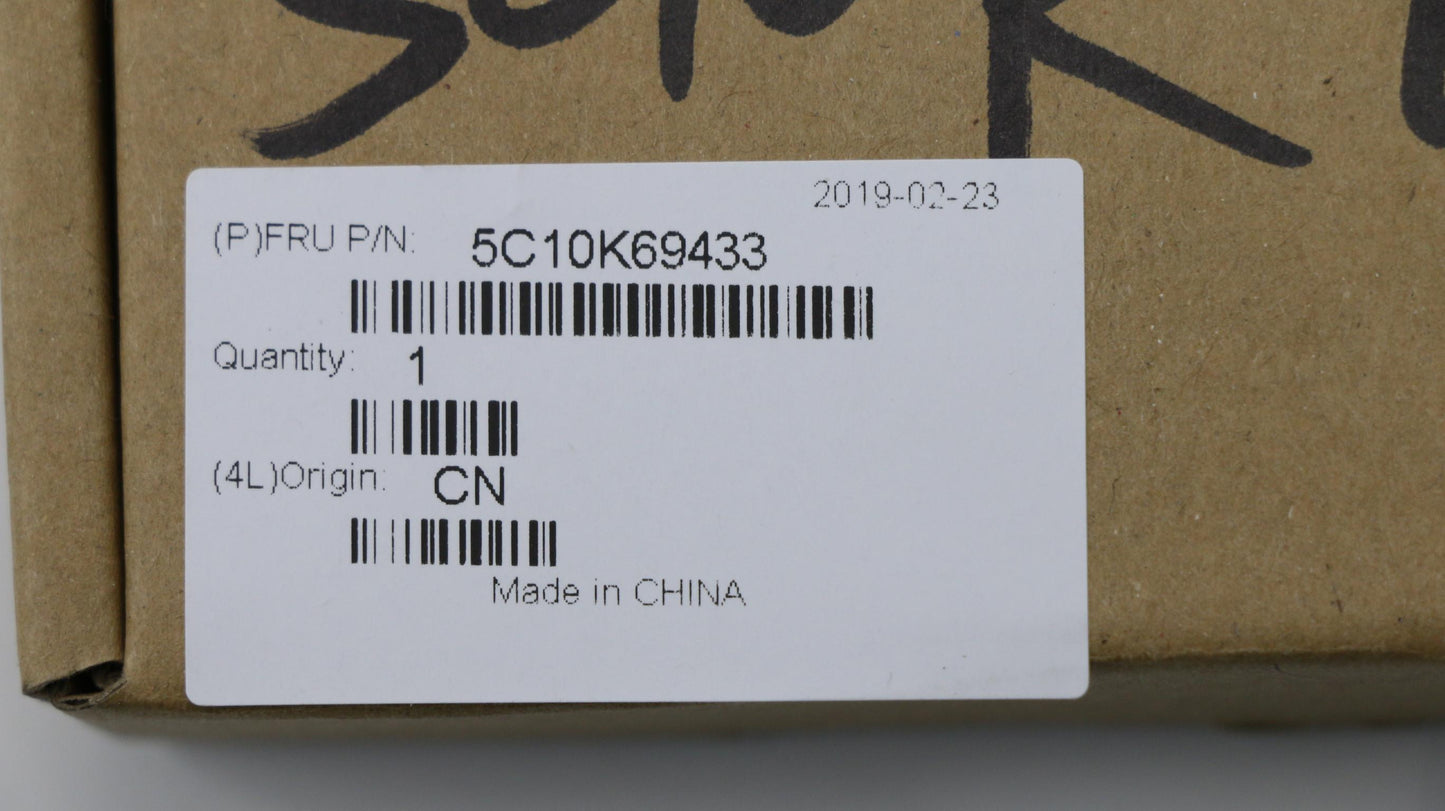 2019-02-23
(P)FRU P/N: 5C10K69433
Quantity: 1
(4L)Origin: CN
Made in CHINA